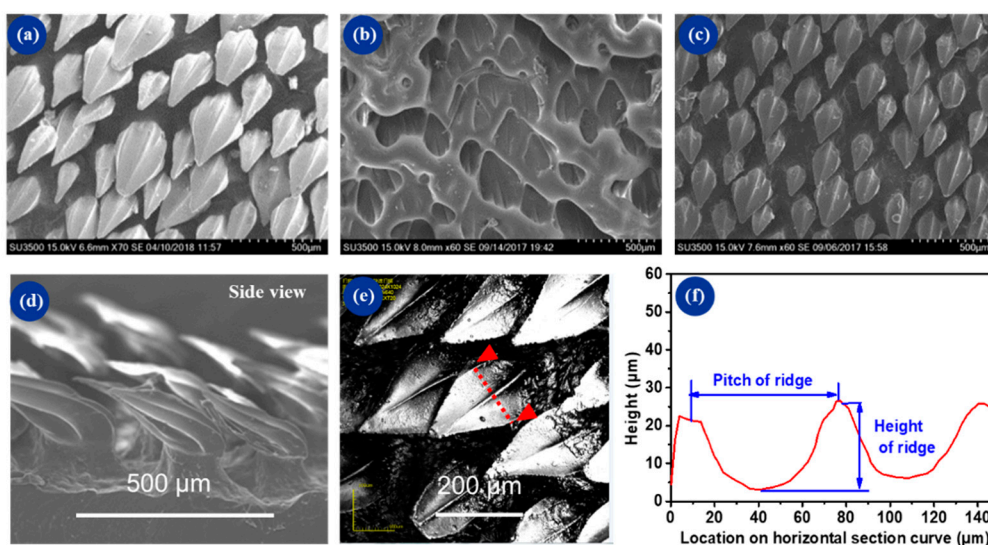 (a)
(b)
(c)
SU3500 15.0kV 6.6mm X70 SE 04/10/2018 11:57 500µm
SU3500 15.0kV 8.0mm x60 SE 09/14/2017 19:42 500µm
SU3500 15.0kV 7.6mm x60 SE 09/06/2017 15:58 500µm
(d)
Side view
500 µm
(e)
200 µm
(f)
60
50
40
30
20
10
0
Height (µm)
Pitch of ridge
Height
of ridge
0 20 40 60 80 100 120 140
Location on horizontal section curve (µm)